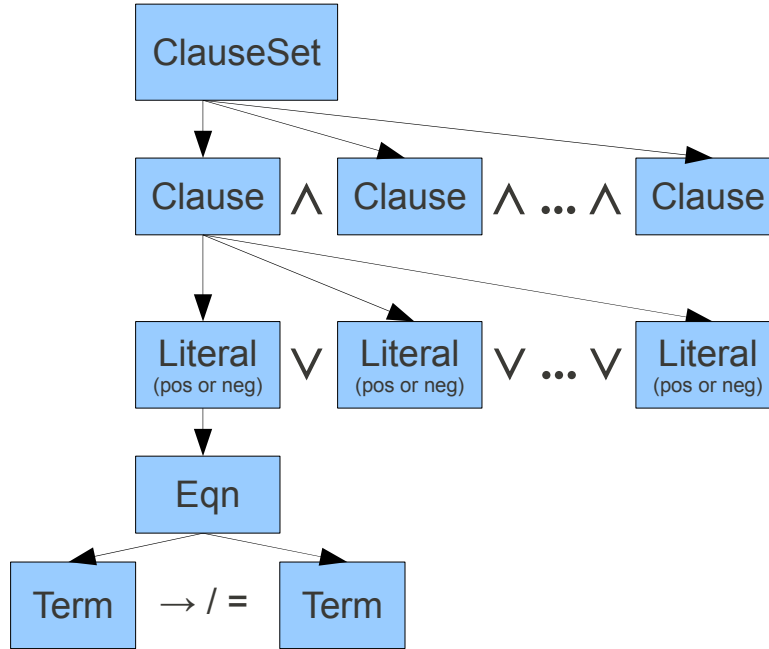 ClauseSet
Clause ∧ Clause ∧ ... ∧ Clause
Literal ∨ Literal ∨ ... ∨ Literal
(pos or neg) (pos or neg) (pos or neg)
Eqn
Term → / = Term